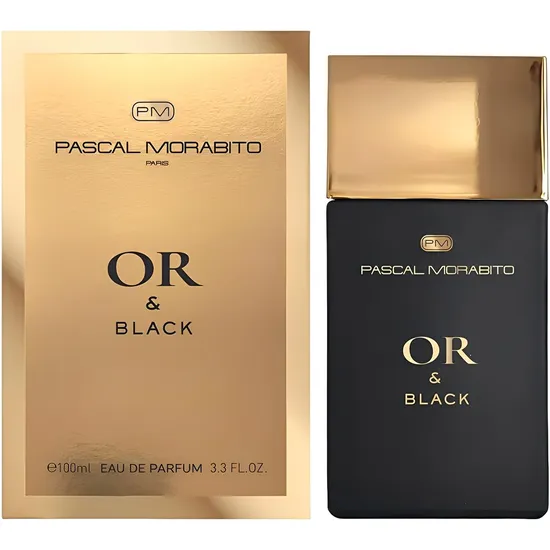 PM
PASCAL MORABITO
PARIS
OR
&
BLACK
℮100ml EAU DE PARFUM 3.3 FL.OZ.
PM
PASCAL MORABITO
OR
&
BLACK